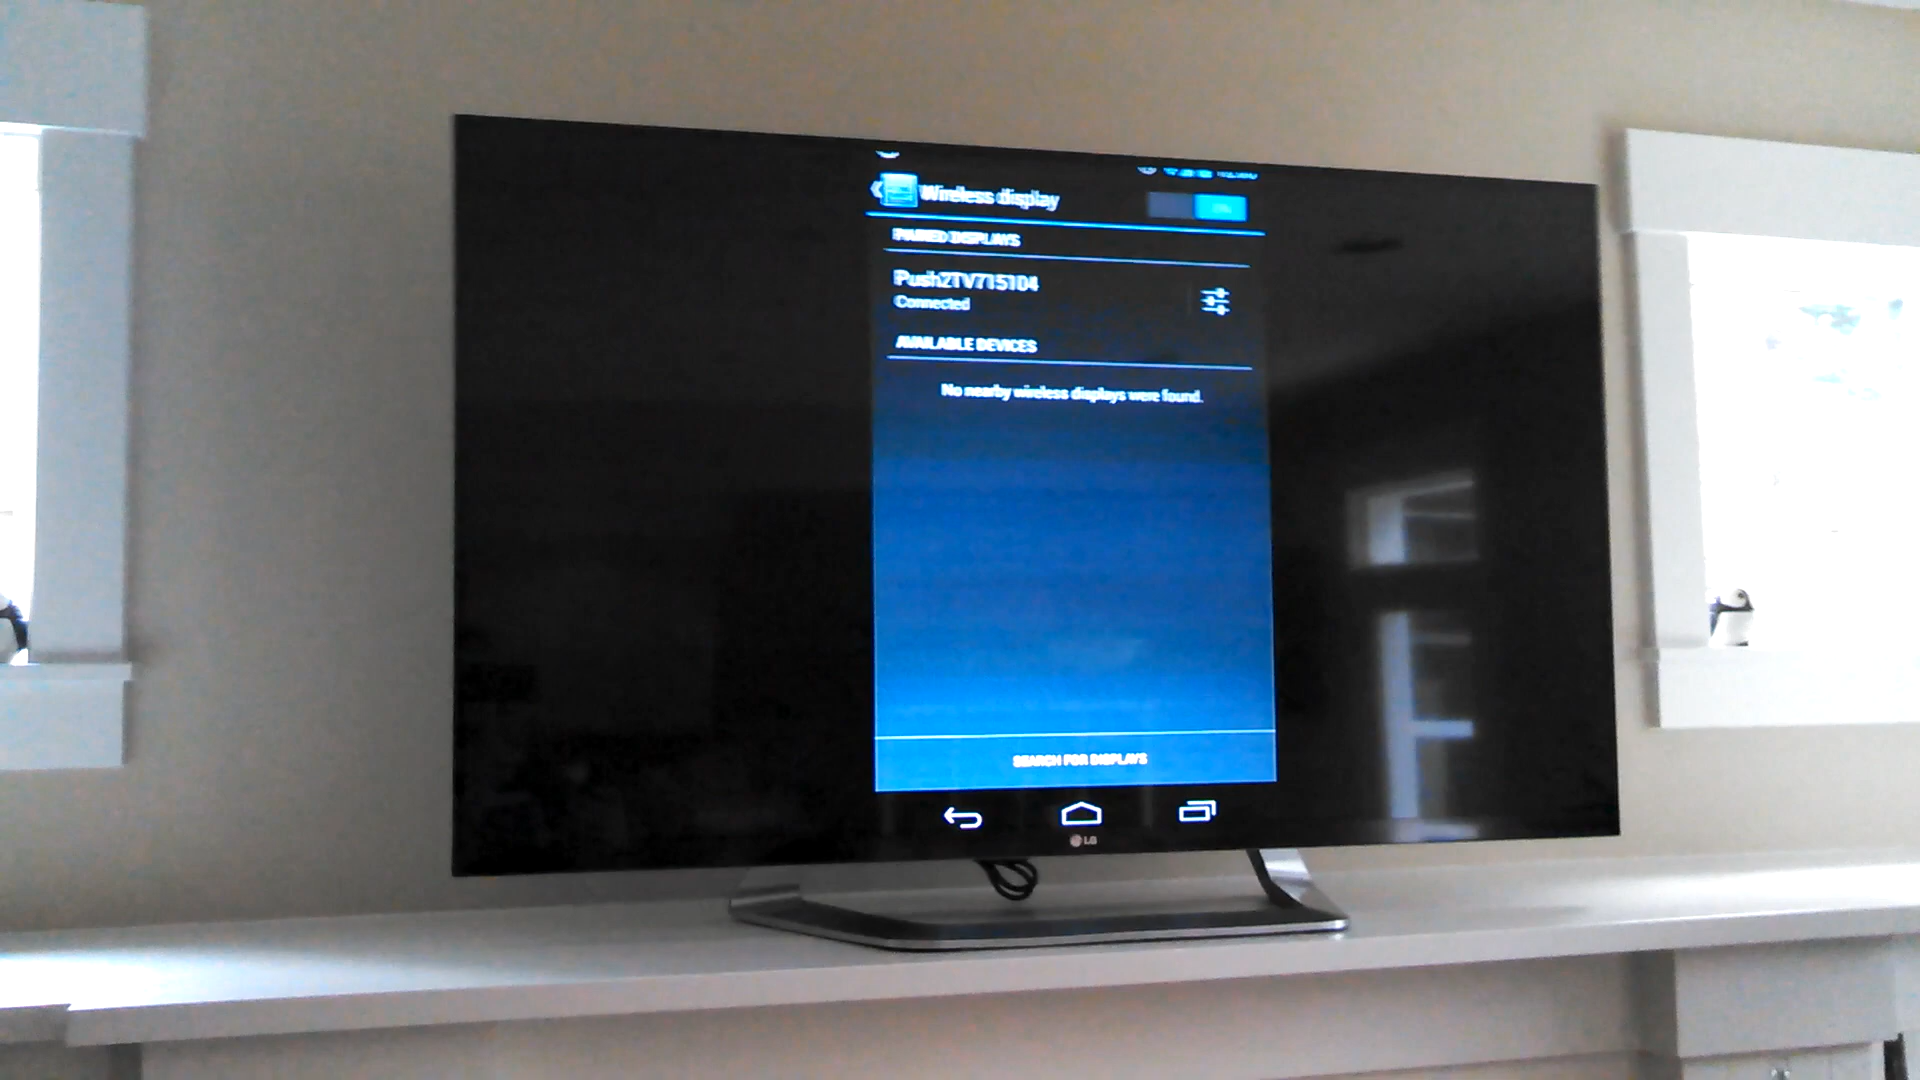 Wireless display
PAIRED DISPLAYS
Push2TV715104
Connected
AVAILABLE DEVICES
No nearby wireless displays were found.
SEARCH FOR DISPLAYS
LG